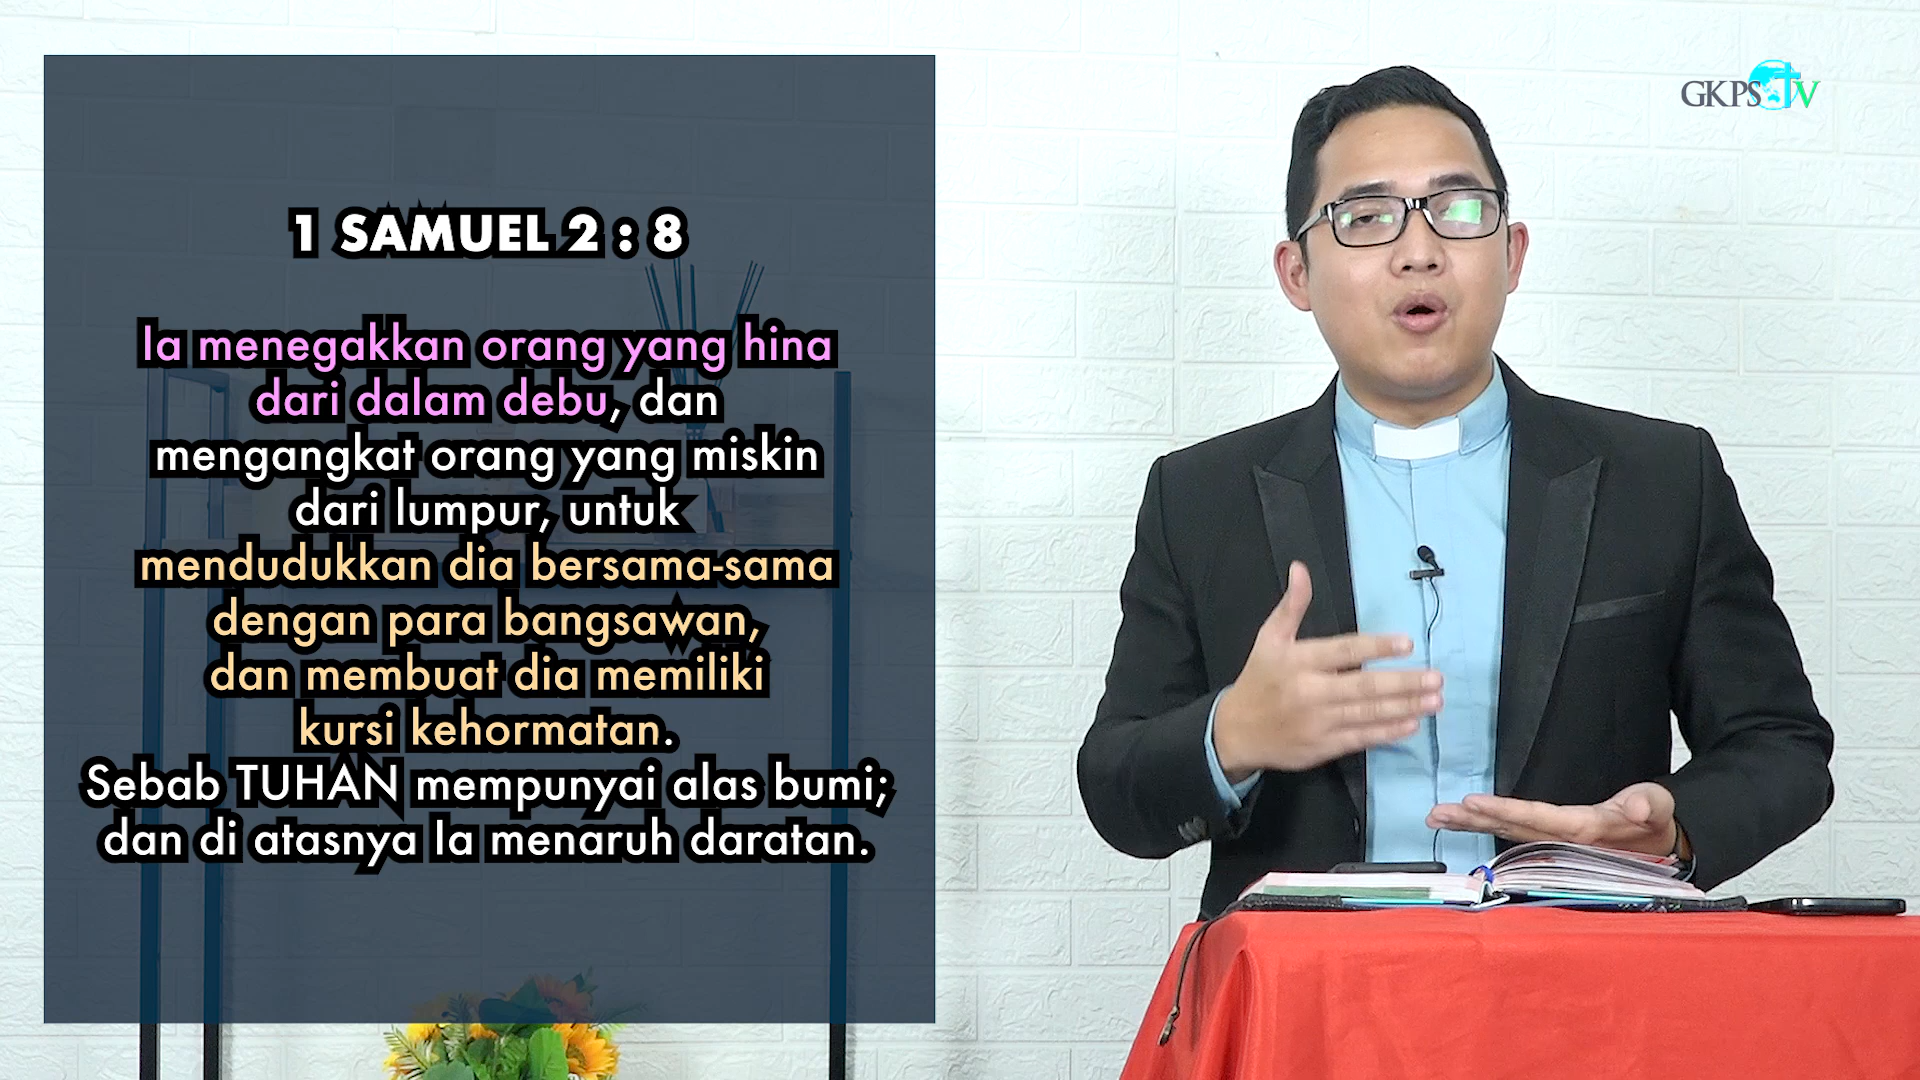 1 SAMUEL 2 : 8
Ia menegakkan orang yang hina
dari dalam debu, dan
mengangkat orang yang miskin
dari lumpur, untuk
mendudukkan dia bersama-sama
dengan para bangsawan,
dan membuat dia memiliki
kursi kehormatan.
Sebab TUHAN mempunyai alas bumi;
dan di atasnya Ia menaruh daratan.
GKPS TV